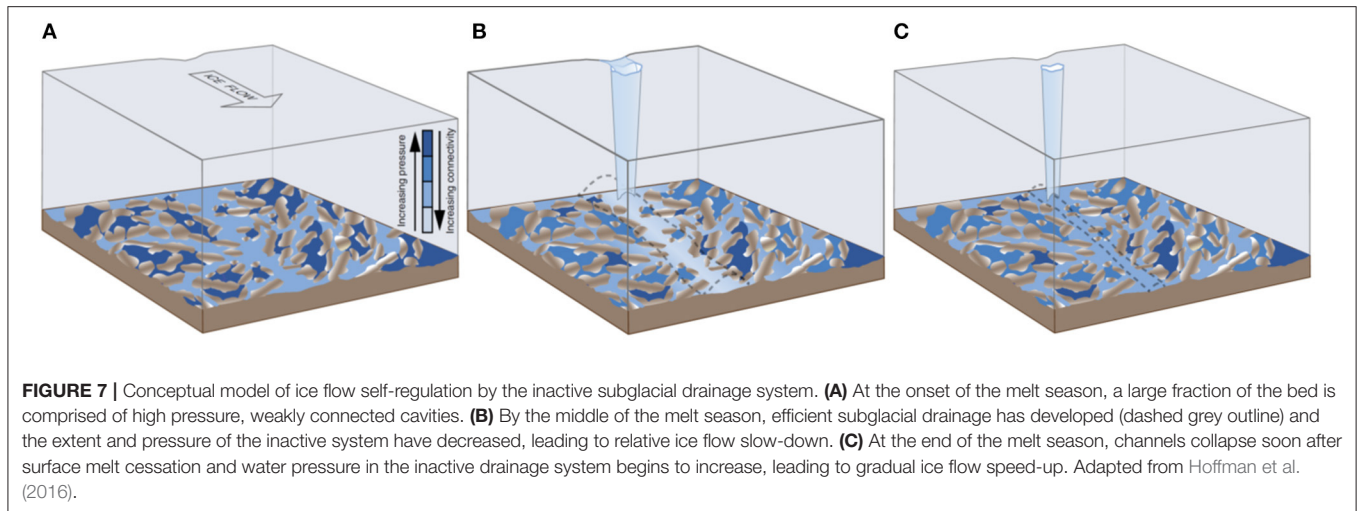 A
B
C
ICE FLOW
Increasing pressure
Increasing connectivity
FIGURE 7 | Conceptual model of ice flow self-regulation by the inactive subglacial drainage system. (A) At the onset of the melt season, a large fraction of the bed is
comprised of high pressure, weakly connected cavities. (B) By the middle of the melt season, efficient subglacial drainage has developed (dashed grey outline) and
the extent and pressure of the inactive system have decreased, leading to relative ice flow slow-down. (C) At the end of the melt season, channels collapse soon after
surface melt cessation and water pressure in the inactive drainage system begins to increase, leading to gradual ice flow speed-up. Adapted from Hoffman et al.
(2016).